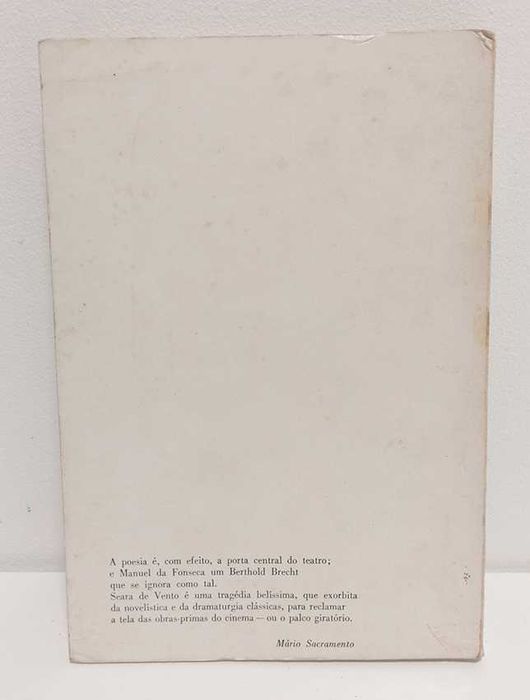 A poesia é, com efeito, a porta central do teatro;
e Manuel da Fonseca um Berthold Brecht
que se ignora como tal.
Seara de Vento é uma tragédia belíssima, que exorbita
da novelística e da dramaturgia clássicas, para reclamar
a tela das obras-primas do cinema — ou o palco giratório.
Mário Sacramento